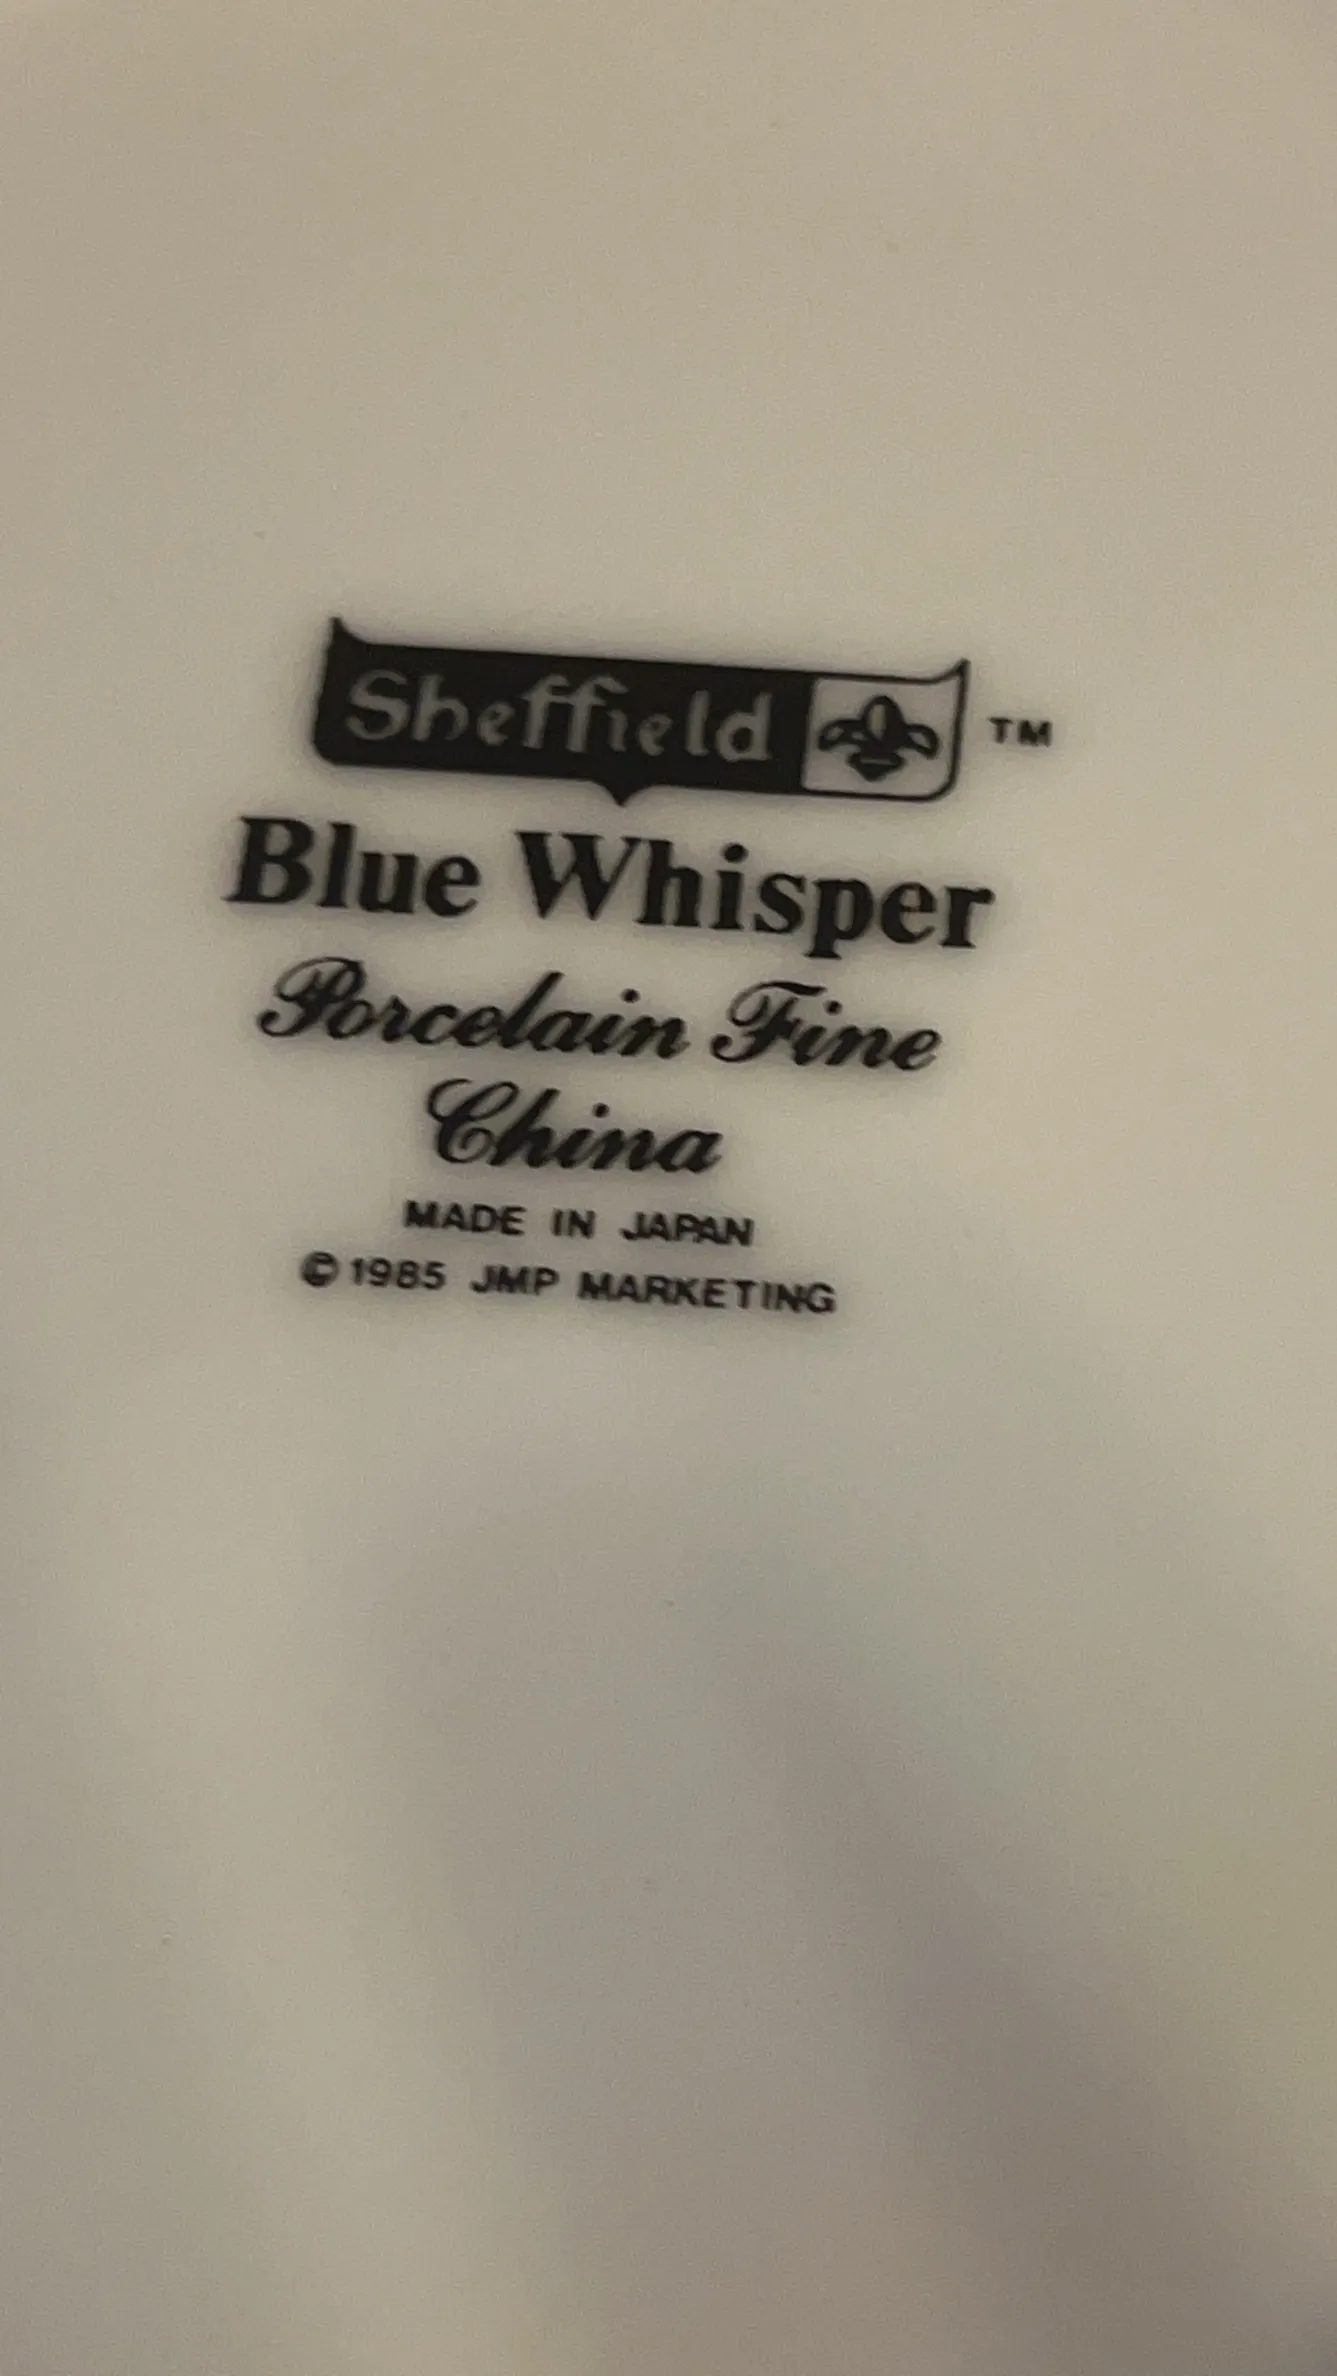 Sheffield TM
Blue Whisper
Porcelain Fine
China
MADE IN JAPAN
© 1985 JMP MARKETING